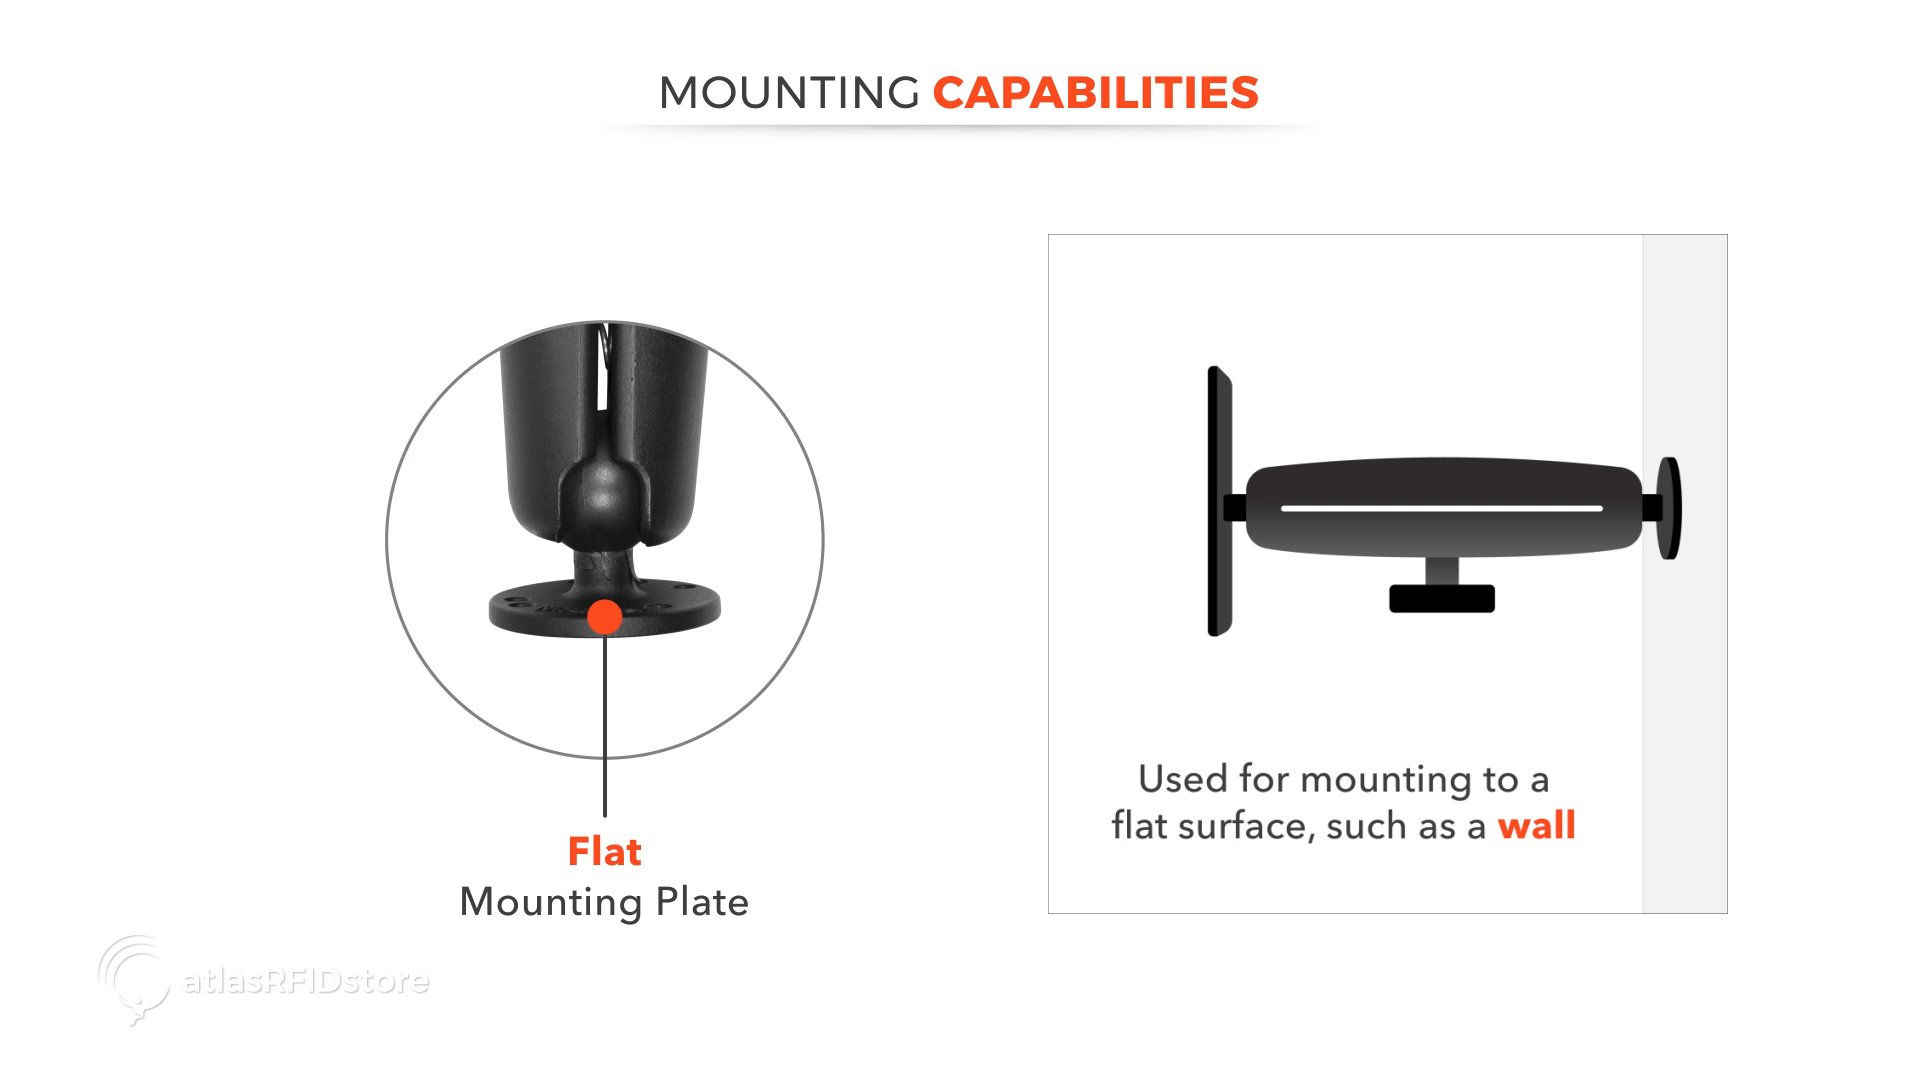 MOUNTING CAPABILITIES
Flat
Mounting Plate
Used for mounting to a
flat surface, such as a wall
atlasRFIDstore